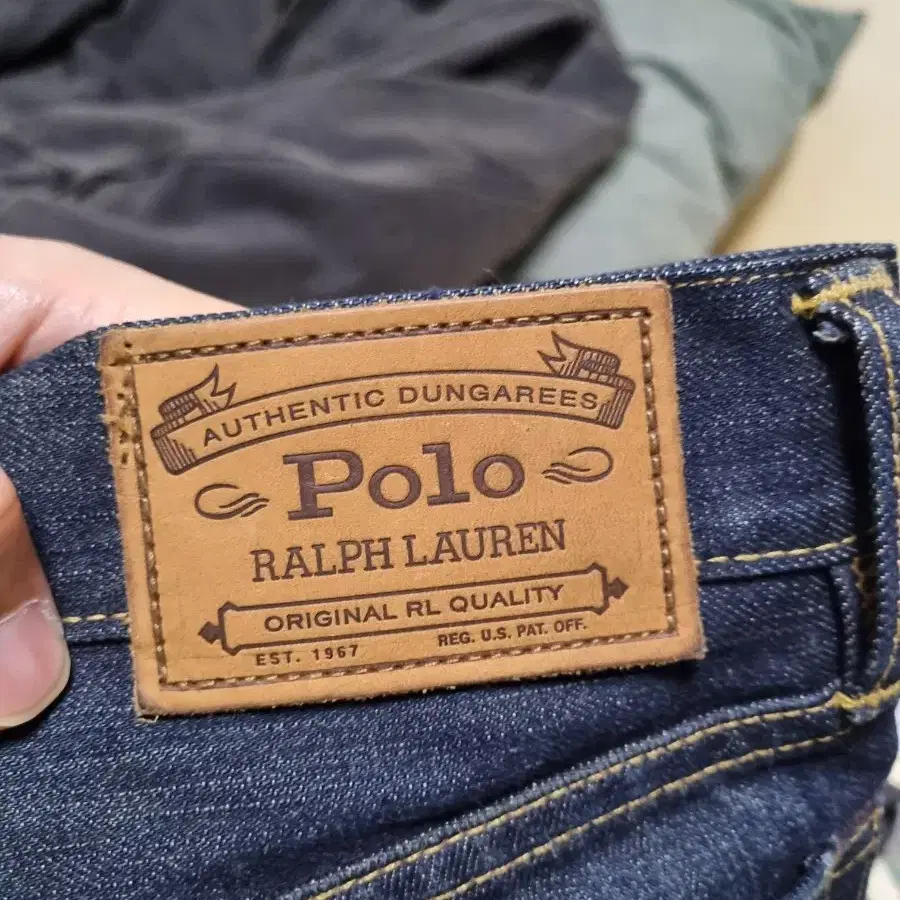 AUTHENTIC DUNGAREES
Polo
RALPH LAUREN
ORIGINAL RL QUALITY
EST. 1967 REG. U.S. PAT. OFF.